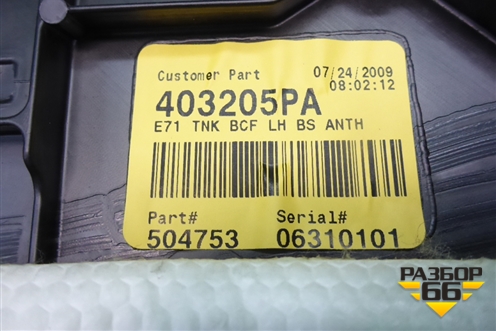 Customer Part 07/24/2009
08:02:12
403205PA
E71 TNK BCF LH BS ANTH
Part# Serial#
504753 06310101
РАЗБОР
66